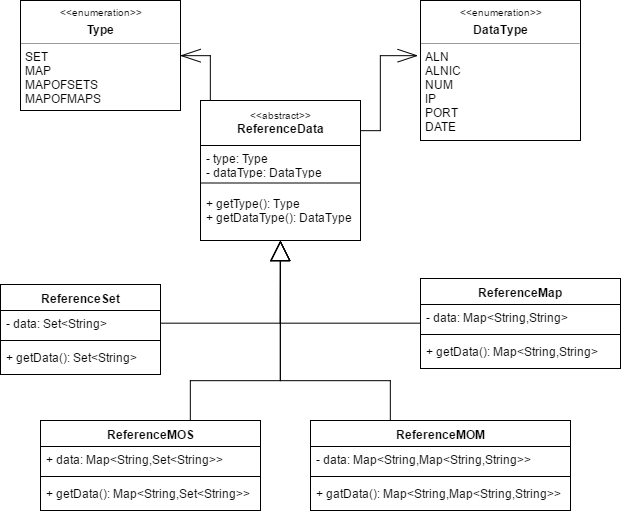 <<enumeration>>
Type
SET
MAP
MAPOFSETS
MAPOFMAPS
<<enumeration>>
DataType
ALN
ALNIC
NUM
IP
PORT
DATE
<<abstract>>
ReferenceData
- type: Type
- dataType: DataType
+ getType(): Type
+ getDataType(): DataType
ReferenceSet
- data: Set<String>
+ getData(): Set<String>
ReferenceMap
- data: Map<String,String>
+ getData(): Map<String,String>
ReferenceMOS
+ data: Map<String,Set<String>>
+ getData(): Map<String,Set<String>>
ReferenceMOM
- data: Map<String,Map<String,String>>
+ gatData(): Map<String,Map<String,String>>